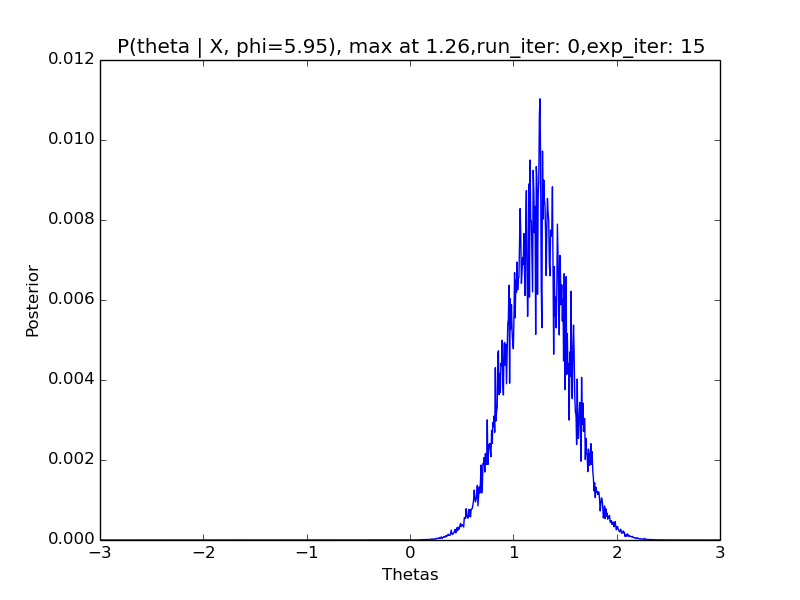 P(theta | X, phi=5.95), max at 1.26,run_iter: 0,exp_iter: 15
0.012
0.010
0.008
0.006
0.004
0.002
0.000
Posterior
−3 −2 −1 0 1 2 3
Thetas